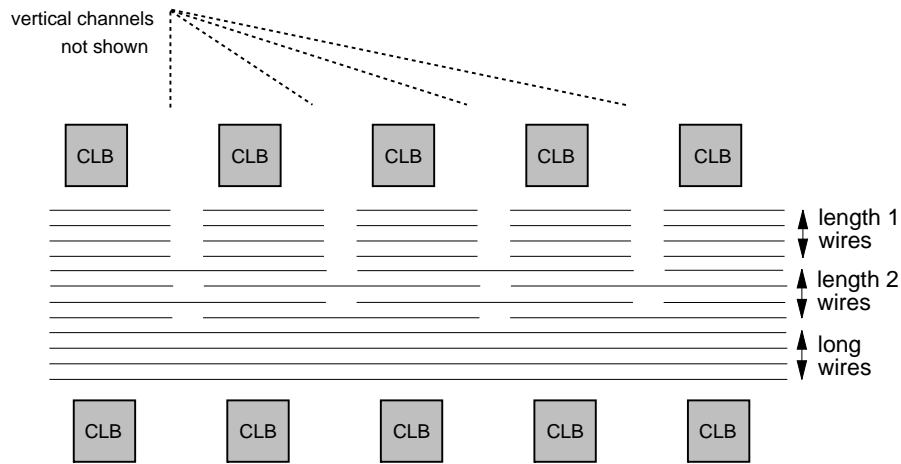 vertical channels
not shown
CLB CLB CLB CLB CLB
length 1
wires
length 2
wires
long
wires
CLB CLB CLB CLB CLB